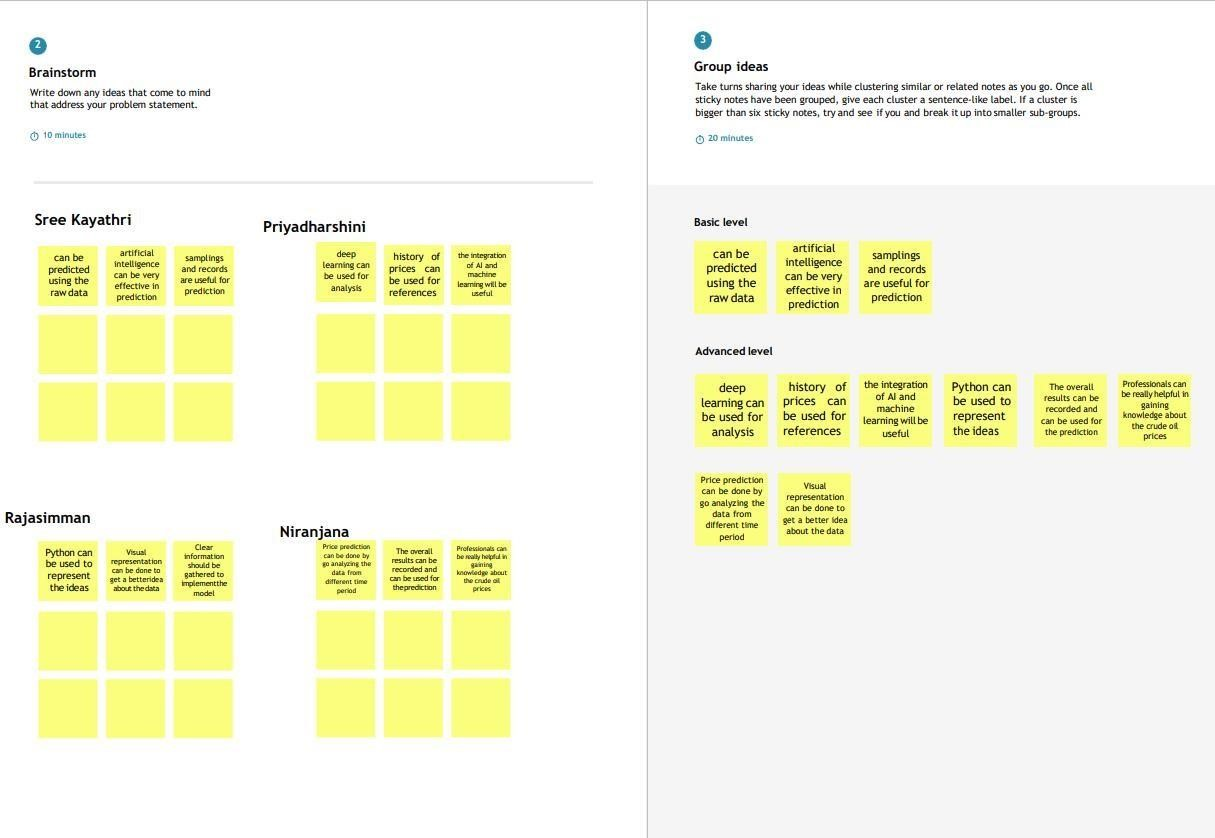 2
Brainstorm
Write down any ideas that come to mind
that address your problem statement.
10 minutes
Sree Kayathri
can be
predicted
using the
raw data
artificial
intelligence
can be very
effective in
prediction
samplings
and records
are useful for
prediction
Priyadharshini
deep
learning can
be used for
analysis
history of
prices can
be used for
references
the integration
of AI and
machine
learning will be
useful
Rajasimman
Python can
be used to
represent
the ideas
Visual
representation
can be done to
get a better idea
about the data
Clear
information
should be
gathered to
implement the
model
Niranjana
Price prediction
can be done by
go analyzing the
data from
different time
period
The overall
results can be
recorded and
can be used for
the prediction
Professionals can
be really helpful in
gaining
knowledge about
the crude oil
prices
3
Group ideas
Take turns sharing your ideas while clustering similar or related notes as you go. Once all
sticky notes have been grouped, give each cluster a sentence-like label. If a cluster is
bigger than six sticky notes, try and see if you and break it up into smaller sub-groups.
20 minutes
Basic level
can be
predicted
using the
raw data
artificial
intelligence
can be very
effective in
prediction
samplings
and records
are useful for
prediction
Advanced level
deep
learning can
be used for
analysis
history of
prices can
be used for
references
the integration
of AI and
machine
learning will be
useful
Python can
be used to
represent
the ideas
The overall
results can be
recorded and
can be used for
the prediction
Professionals can
be really helpful in
gaining
knowledge about
the crude oil
prices
Price prediction
can be done by
go analyzing the
data from
different time
period
Visual
representation
can be done to
get a better idea
about the data